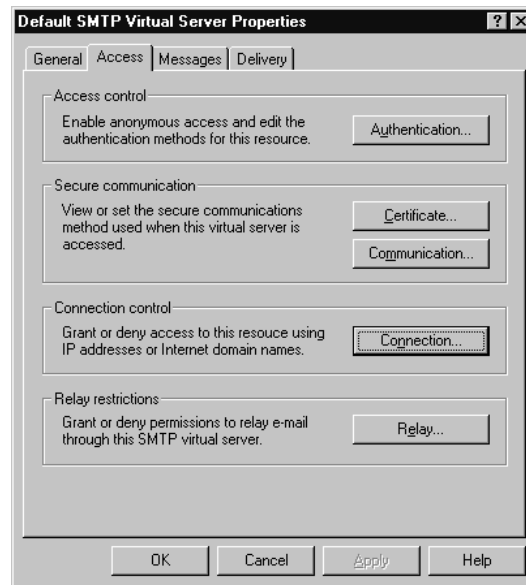 Default SMTP Virtual Server Properties
General Access Messages Delivery
Access control
Enable anonymous access and edit the
authentication methods for this resource.
Authentication...
Secure communication
View or set the secure communications
method used when this virtual server is
accessed.
Certificate...
Communication...
Connection control
Grant or deny access to this resouce using
IP addresses or Internet domain names.
Connection...
Relay restrictions
Grant or deny permissions to relay e-mail
through this SMTP virtual server.
Relay...
OK Cancel Apply Help